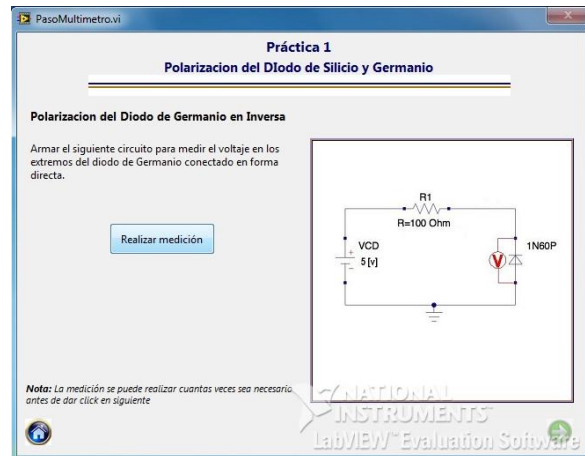 PasoMultimetro.vi
Práctica 1
Polarizacion del DIodo de Silicio y Germanio
Polarizacion del Diodo de Germanio en Inversa
Armar el siguiente circuito para medir el voltaje en los
extremos del diodo de Germanio conectado en forma
directa.
Realizar medición
R1
R=100 Ohm
VCD
+
5 [v]
-
V
1N60P
Nota: La medición se puede realizar cuantas veces sea necesario
antes de dar click en siguiente
NATIONAL
INSTRUMENTS
LabVIEW Evaluation Software